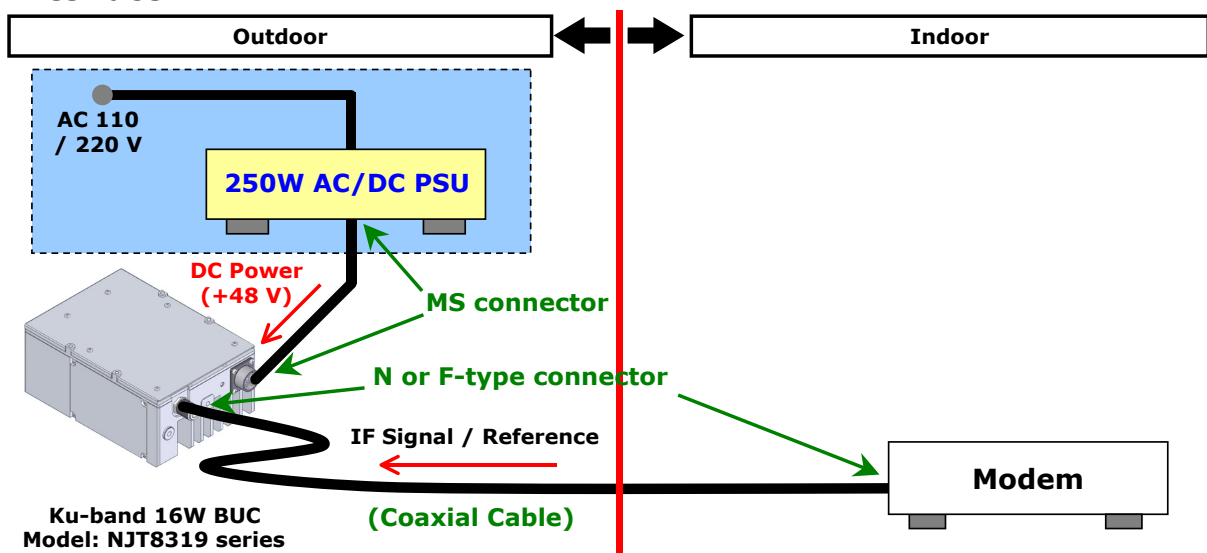 Outdoor
Indoor
AC 110
/ 220 V
250W AC/DC PSU
DC Power
(+48 V)
MS connector
N or F-type connector
IF Signal / Reference
Modem
(Coaxial Cable)
Ku-band 16W BUC
Model: NJT8319 series